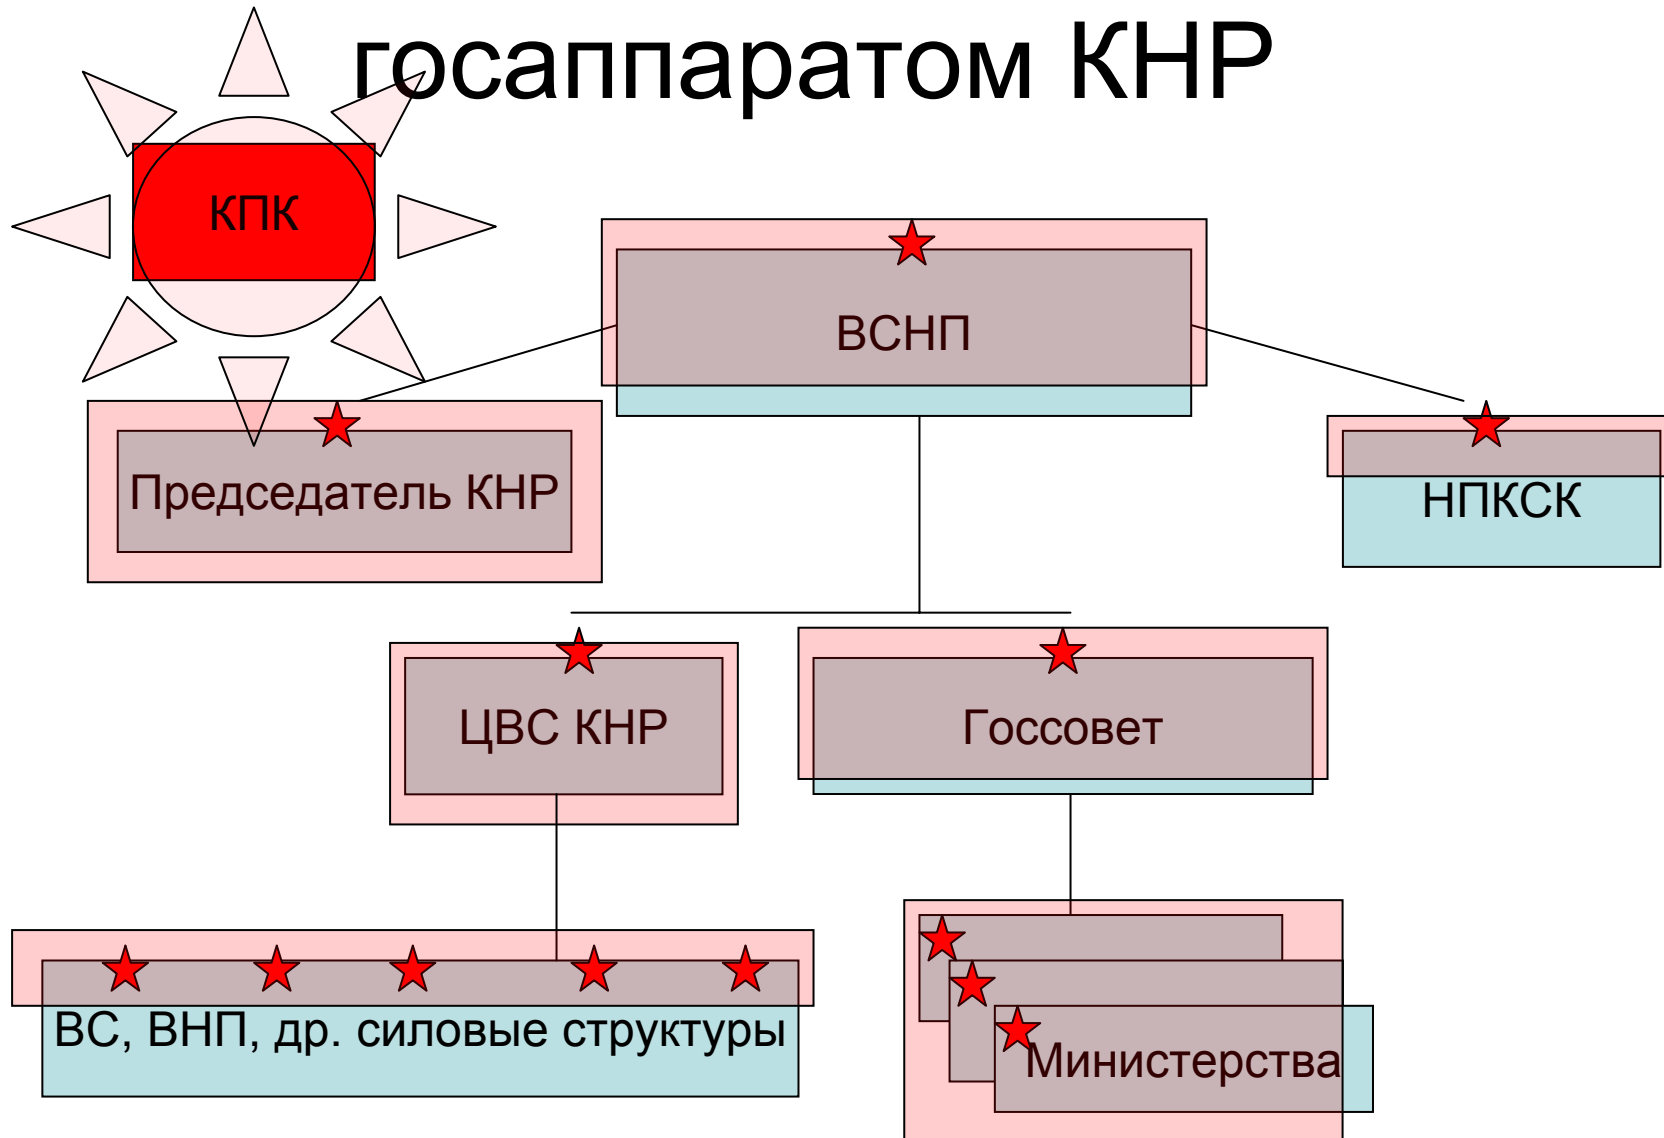 госаппаратом КНР
КПК
ВСНП
Председатель КНР
НПКСК
ЦВС КНР
Госсовет
ВС, ВНП, др. силовые структуры
Министерства